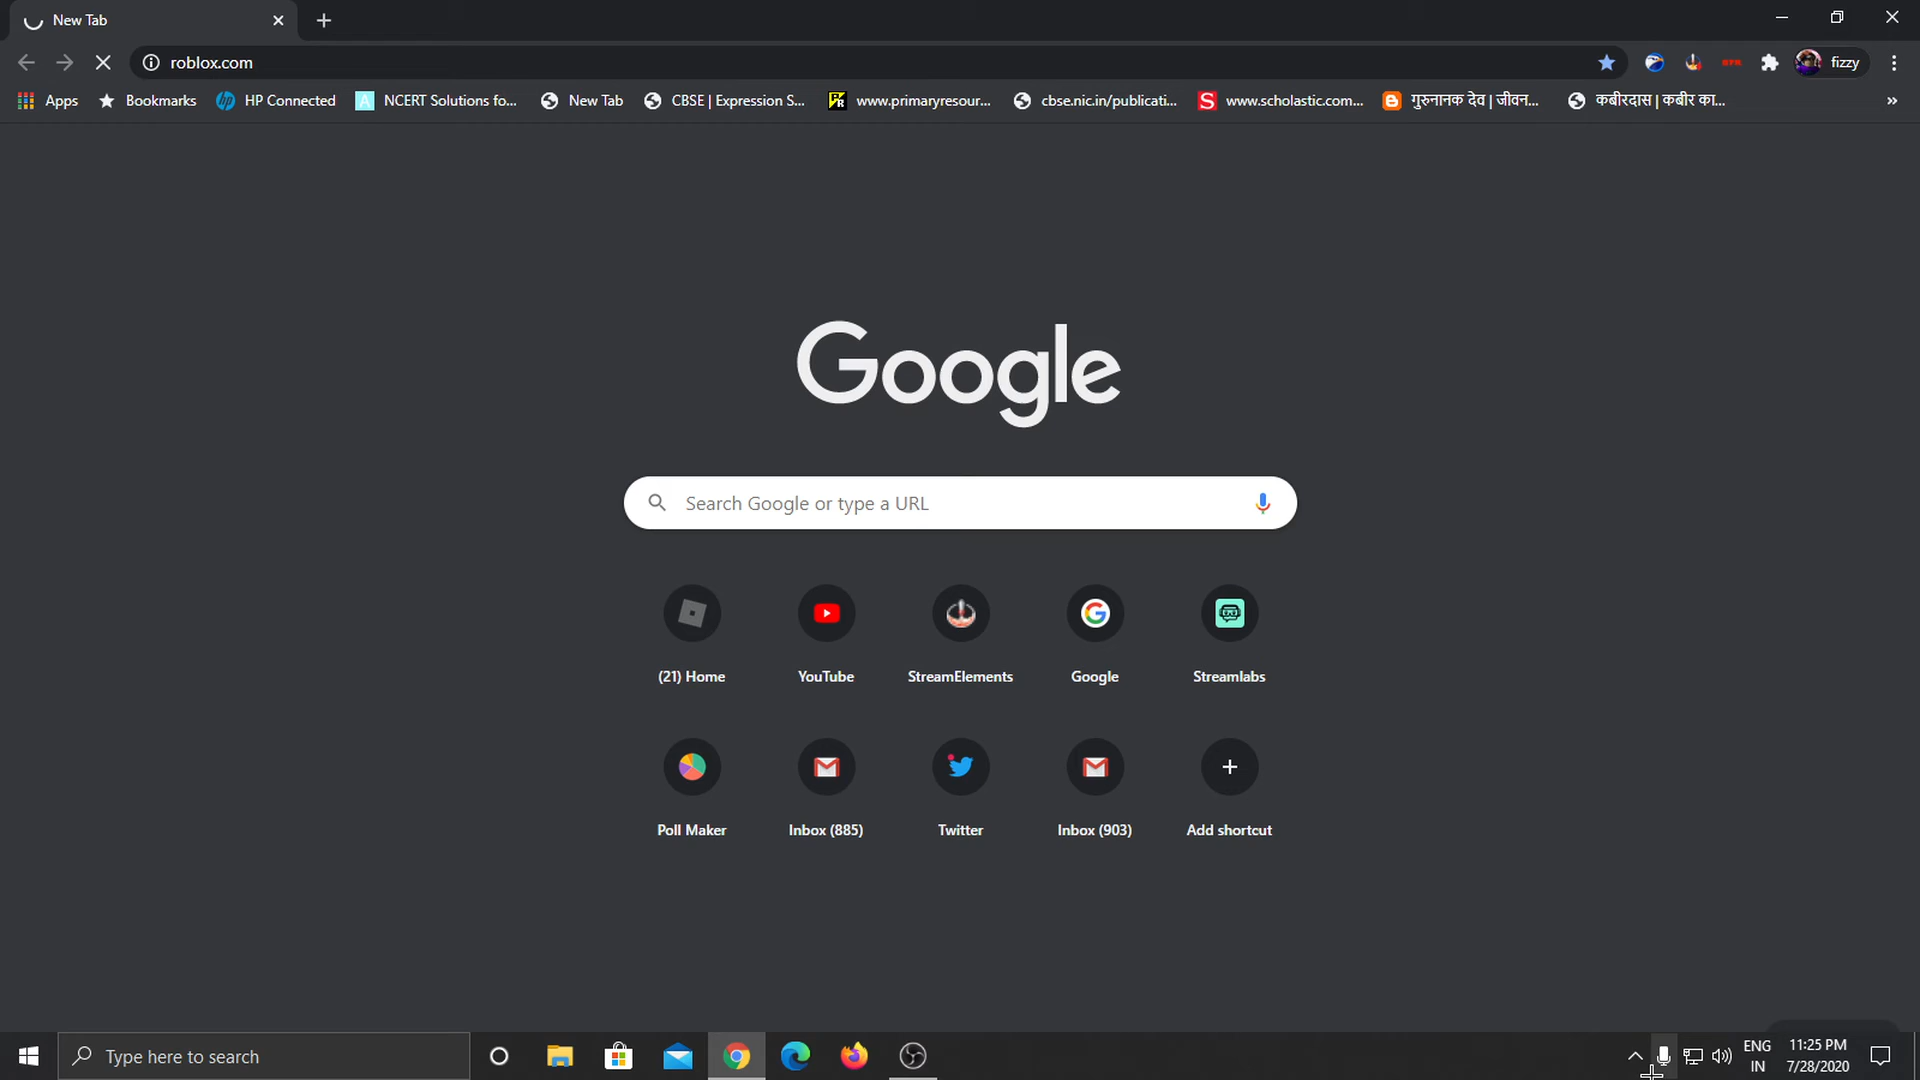 New Tab
roblox.com
fizzy
Apps
Bookmarks
HP Connected
NCERT Solutions fo...
New Tab
CBSE | Expression S...
www.primaryresour...
cbse.nic.in/publicati...
www.scholastic.com...
गुरुनानक देव | जीवन...
कबीरदास | कबीर का...
»
Google
Search Google or type a URL
(21) Home
YouTube
StreamElements
Google
Streamlabs
Poll Maker
Inbox (885)
Twitter
Inbox (903)
Add shortcut
Type here to search
ENG
IN
11:25 PM
7/28/2020